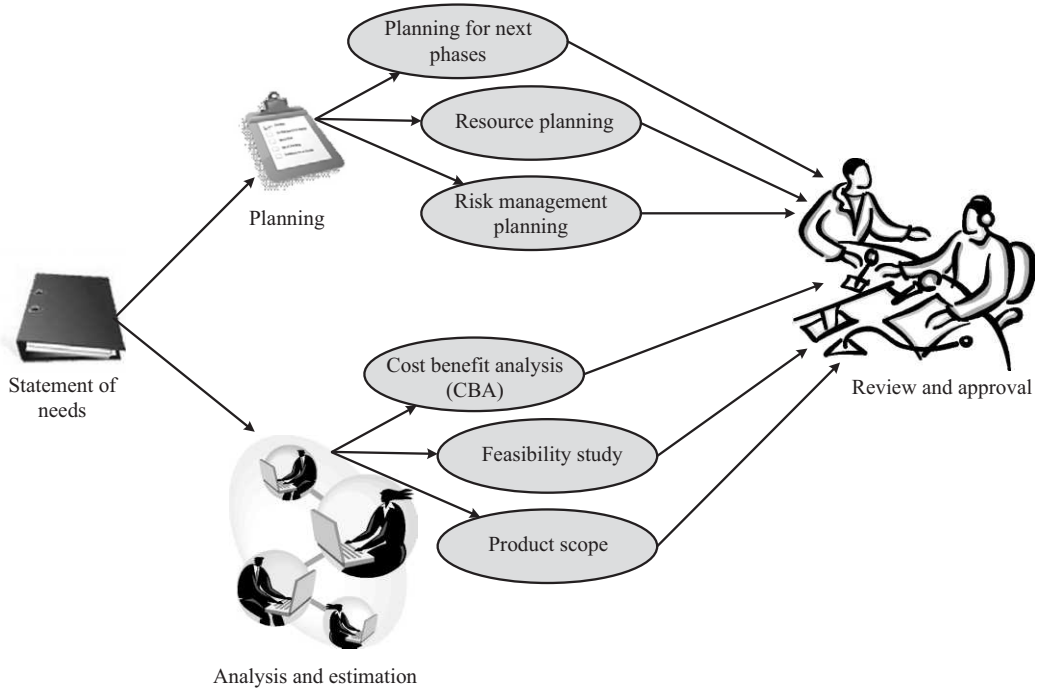 Planning for next
phases
Resource planning
Risk management
planning
Planning
Statement of
needs
Cost benefit analysis
(CBA)
Feasibility study
Product scope
Review and approval
Analysis and estimation